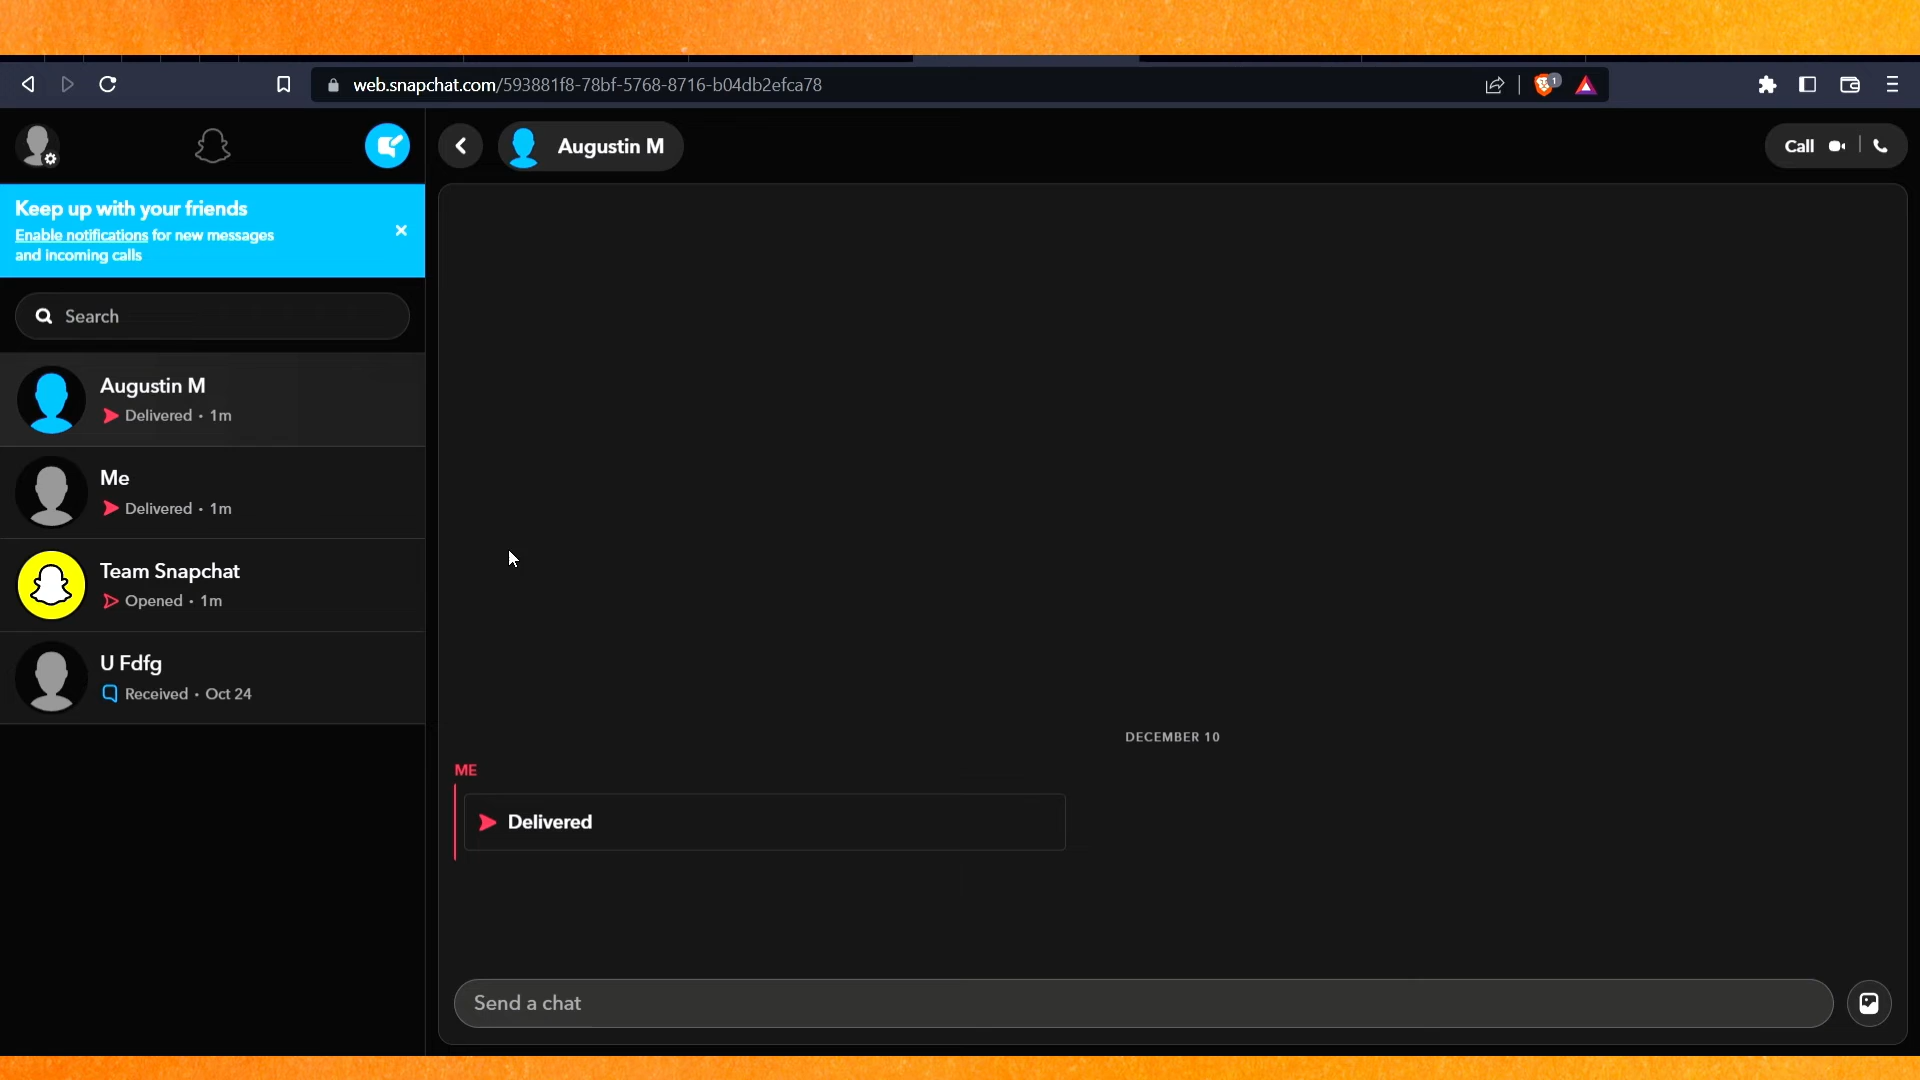 web.snapchat.com/593881f8-78bf-5768-8716-b04db2efca78
1
Augustin M
Call
Keep up with your friends
Enable notifications for new messages
and incoming calls
Search
Augustin M
Delivered · 1m
Me
Delivered · 1m
Team Snapchat
Opened · 1m
U Fdfg
Received · Oct 24
DECEMBER 10
ME
Delivered
Send a chat